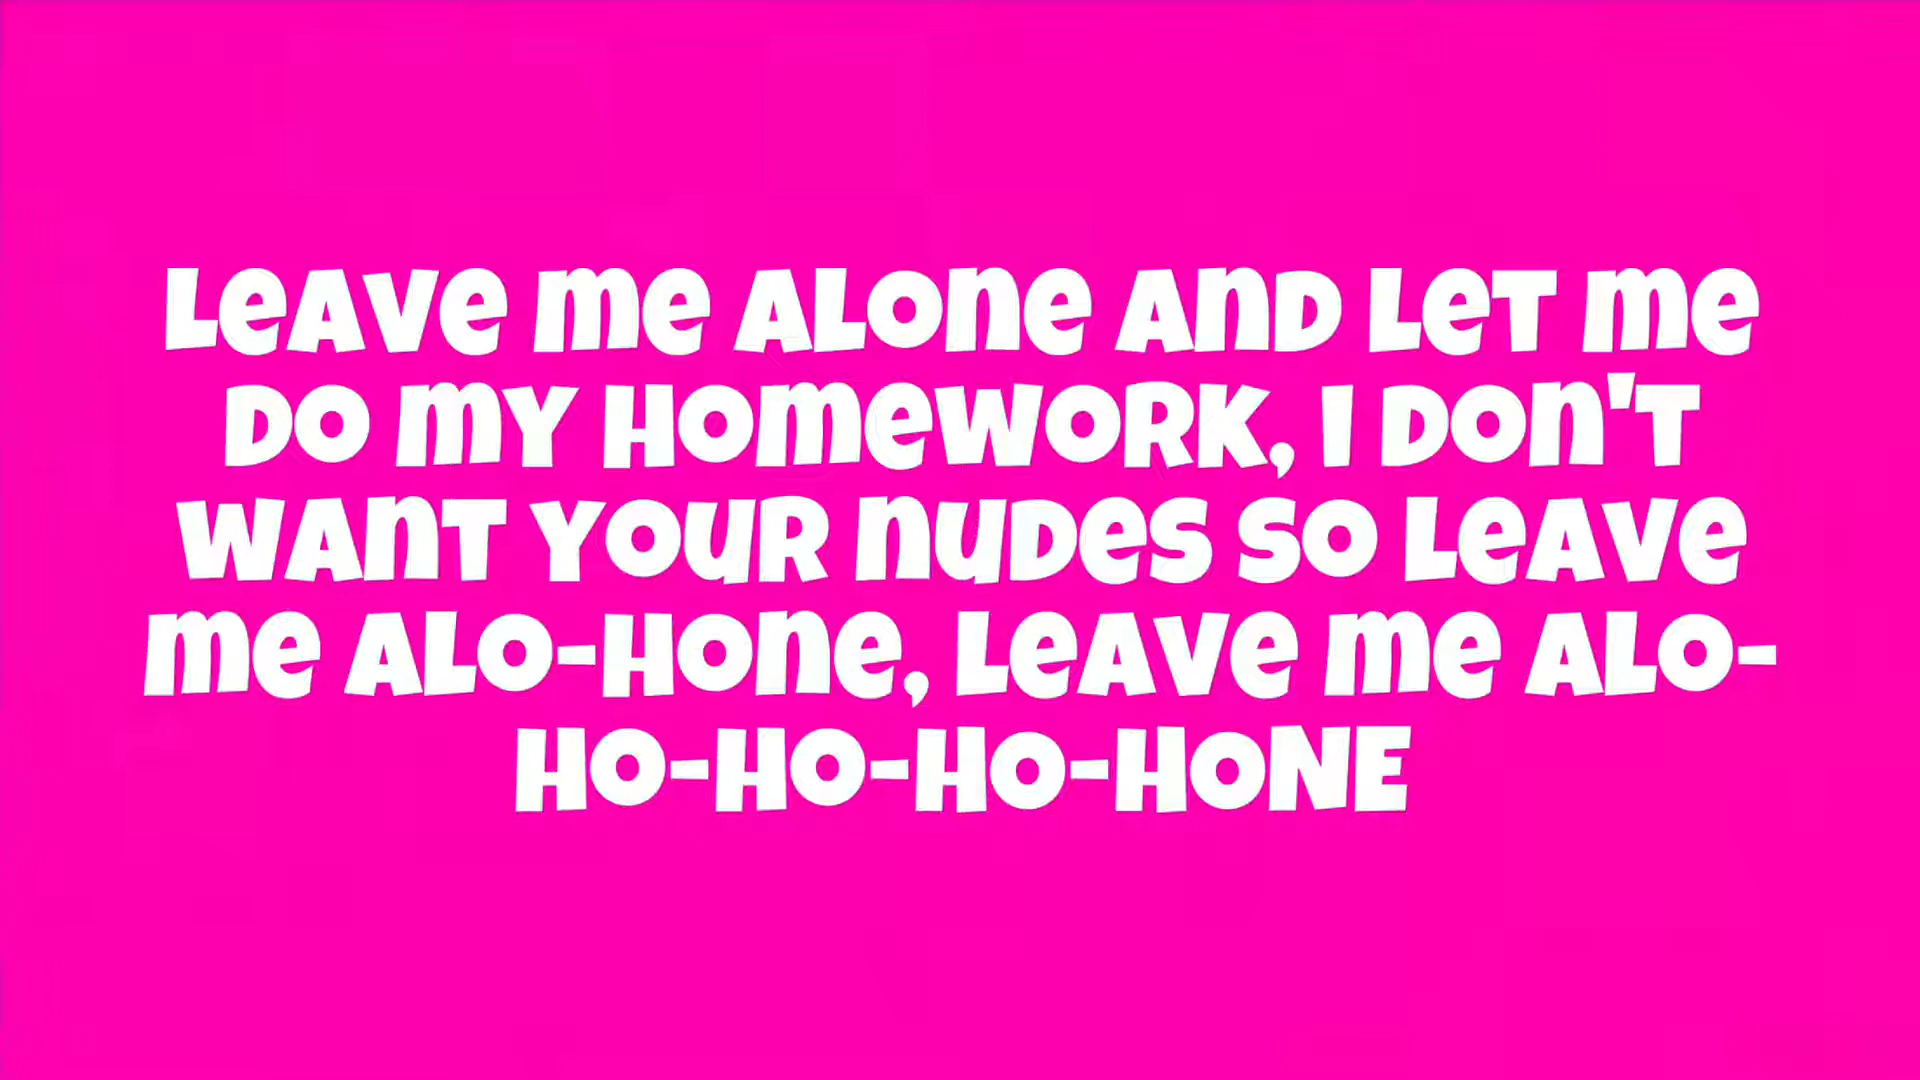 Leave me alone and let me
do my homework, I don't
want your nudes so leave
me alo-hone, leave me alo-
ho-ho-ho-hone